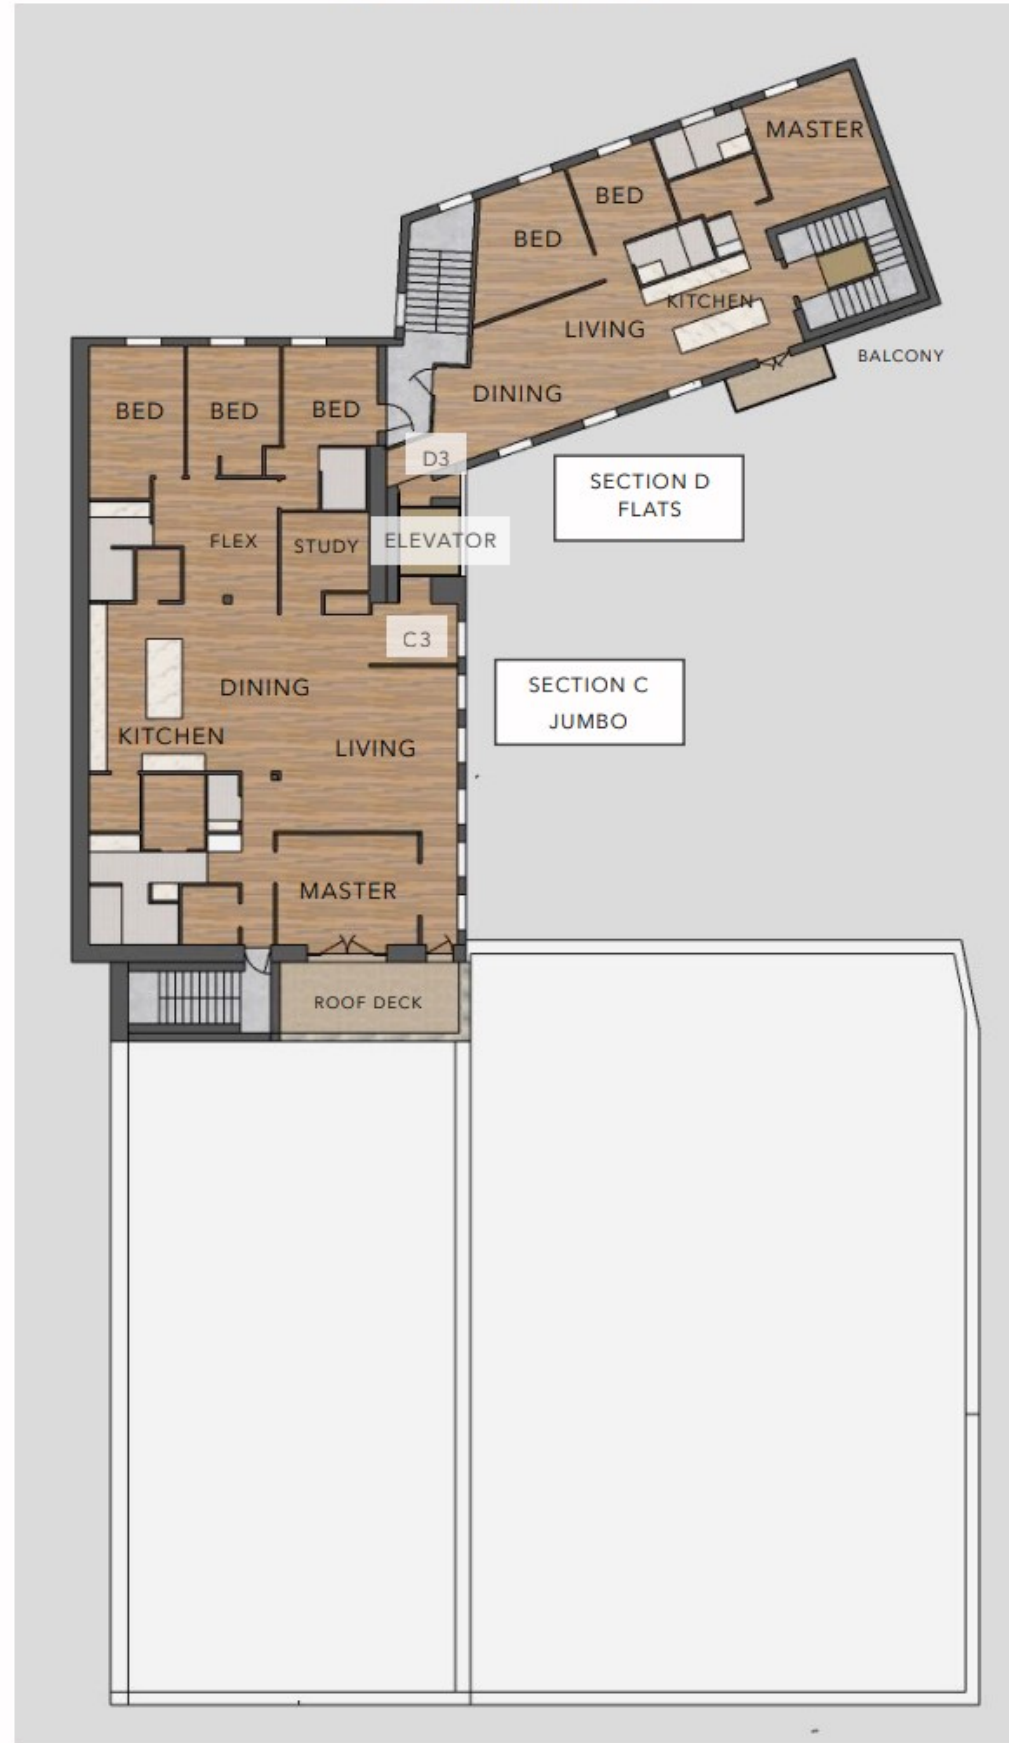 MASTER
BED
BED
KITCHEN
LIVING
BALCONY
DINING
BED
BED
BED
D3
SECTION D
FLATS
FLEX
STUDY
ELEVATOR
C3
SECTION C
JUMBO
DINING
KITCHEN
LIVING
MASTER
ROOF DECK